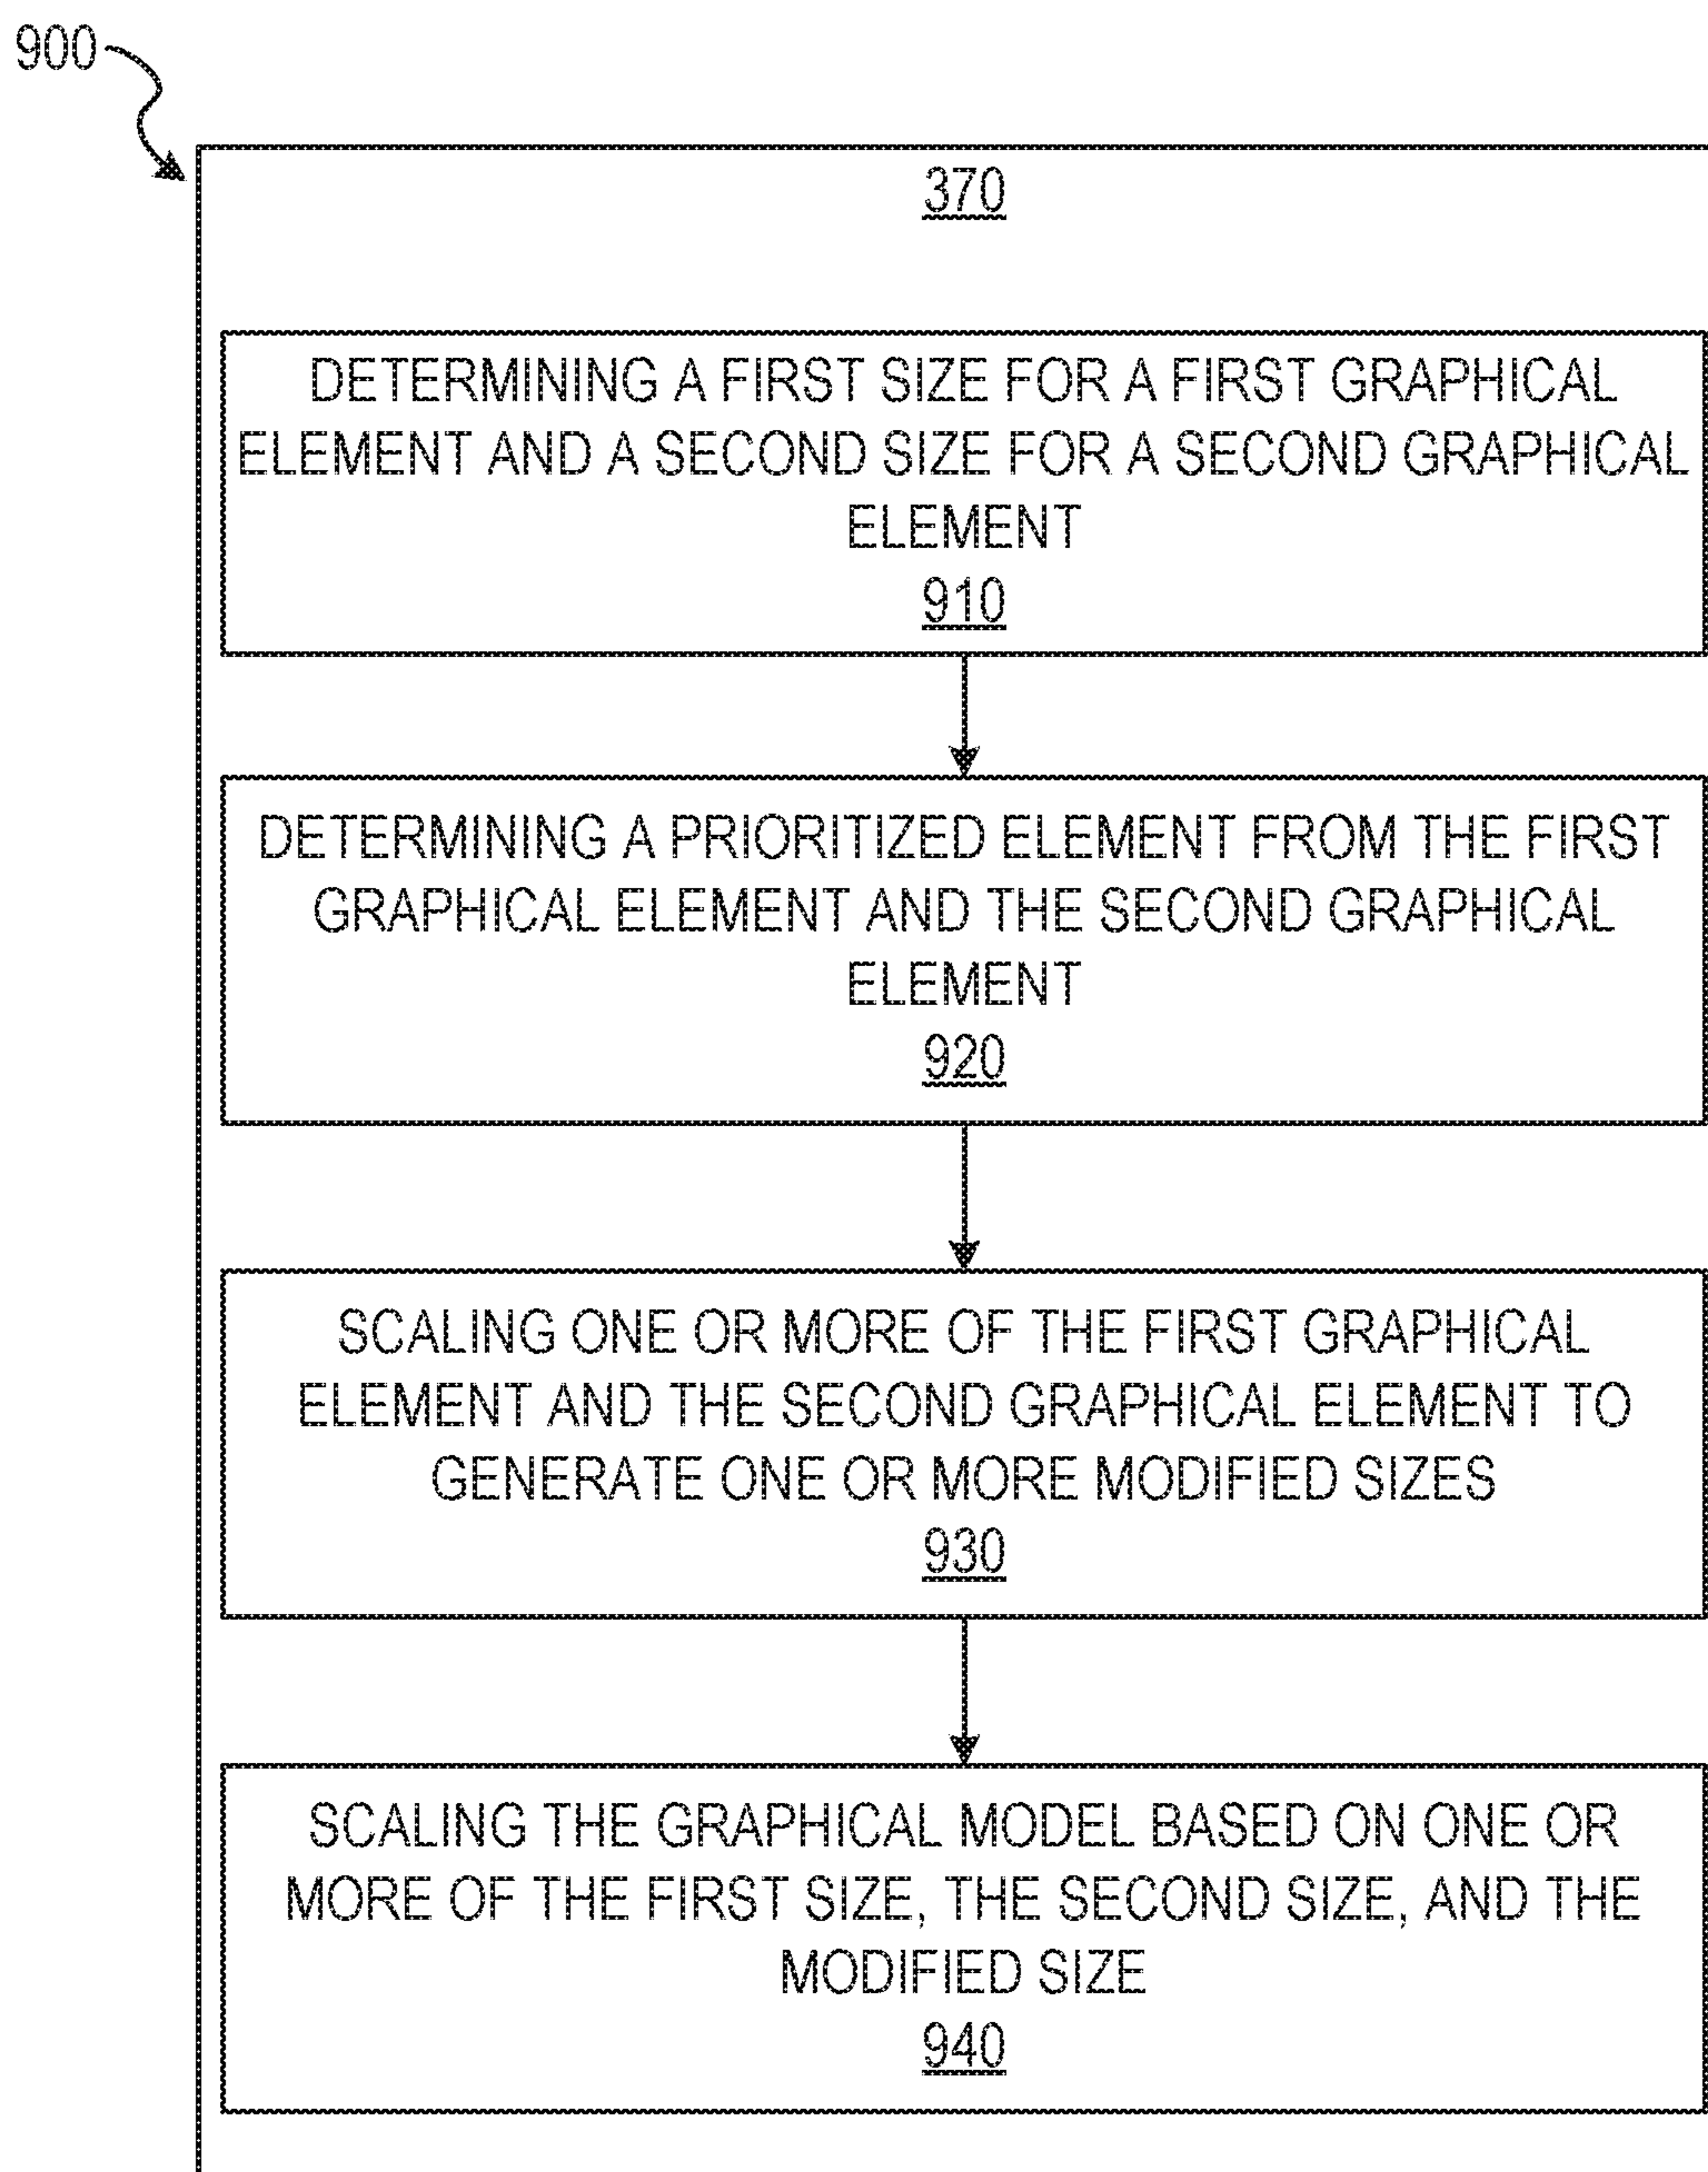 900
370
DETERMINING A FIRST SIZE FOR A FIRST GRAPHICAL
ELEMENT AND A SECOND SIZE FOR A SECOND GRAPHICAL
ELEMENT
910
DETERMINING A PRIORITIZED ELEMENT FROM THE FIRST
GRAPHICAL ELEMENT AND THE SECOND GRAPHICAL
ELEMENT
920
SCALING ONE OR MORE OF THE FIRST GRAPHICAL
ELEMENT AND THE SECOND GRAPHICAL ELEMENT TO
GENERATE ONE OR MORE MODIFIED SIZES
930
SCALING THE GRAPHICAL MODEL BASED ON ONE OR
MORE OF THE FIRST SIZE, THE SECOND SIZE, AND THE
MODIFIED SIZE
940